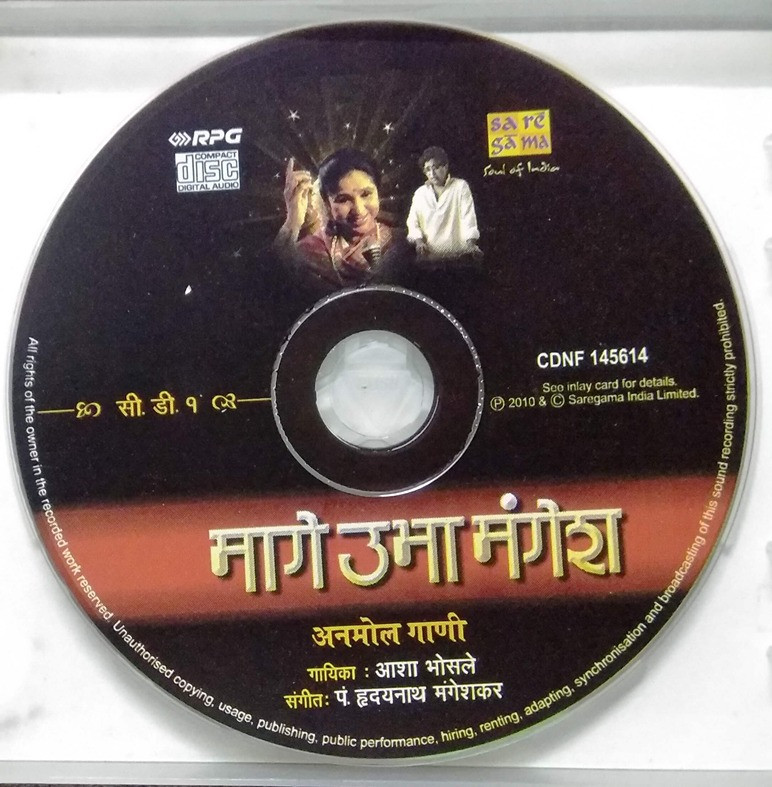 RPG
COMPACT
disc
DIGITAL AUDIO
sa re
ga ma
Soul of India
सी. डी. १
CDNF 145614
See inlay card for details.
Ⓟ 2010 & © Saregama India Limited.
मागे उभा मंगेश
अनमोल गाणी
गायिका : आशा भोसले
संगीत: पं. हृदयनाथ मंगेशकर
All rights of the owner in the recorded work reserved. Unauthorised copying, usage, publishing, public performance, hiring, renting, adapting, synchronisation and broadcasting of this sound recording strictly prohibited.